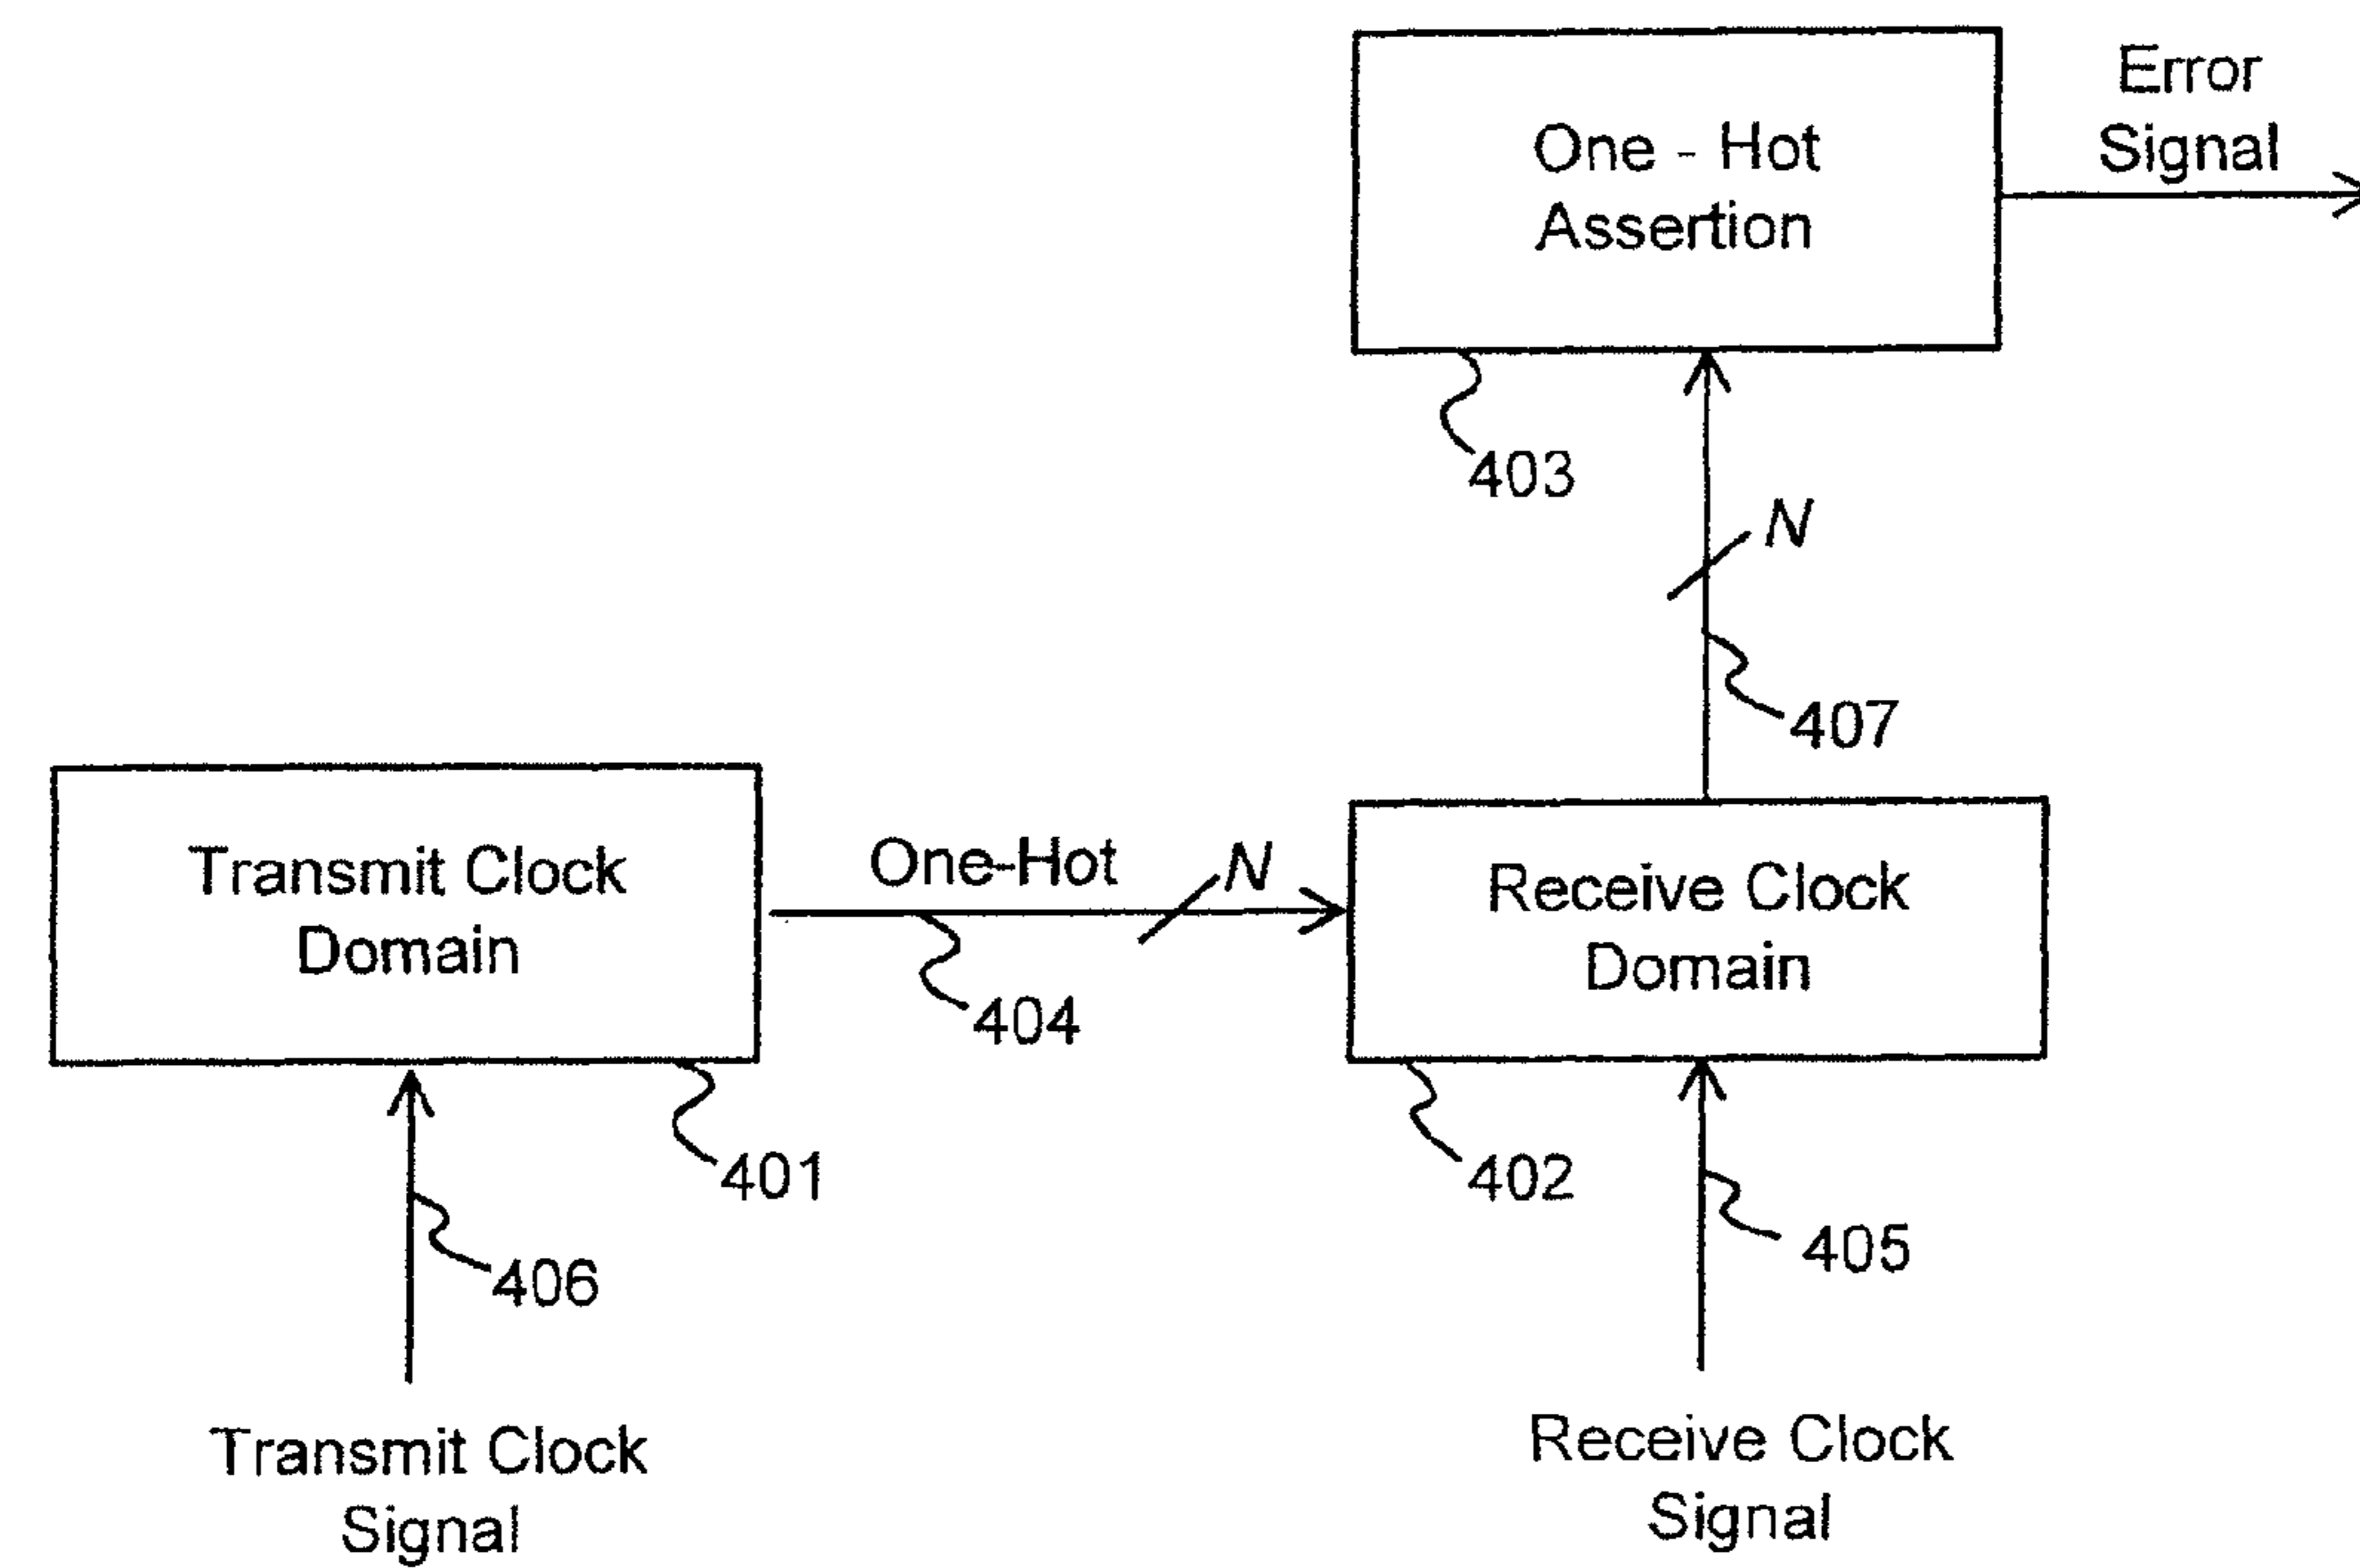 Error
Signal
One - Hot
Assertion
403
N
407
Transmit Clock
Domain
One-Hot
N
Receive Clock
Domain
404
401
402
406
405
Transmit Clock
Signal
Receive Clock
Signal